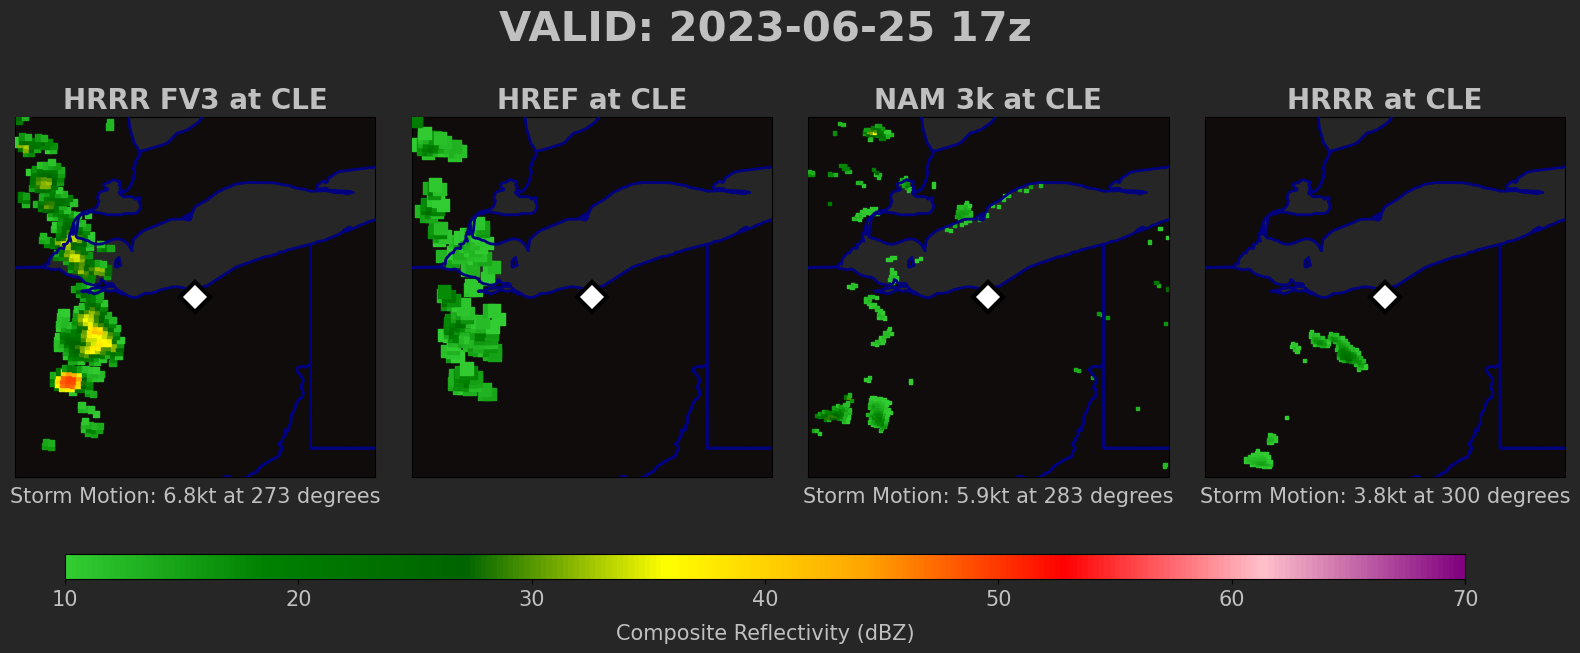 VALID: 2023-06-25 17z
HRRR FV3 at CLE
HREF at CLE
NAM 3k at CLE
HRRR at CLE
Storm Motion: 6.8kt at 273 degrees
Storm Motion: 5.9kt at 283 degrees
Storm Motion: 3.8kt at 300 degrees
10 20 30 40 50 60 70
Composite Reflectivity (dBZ)